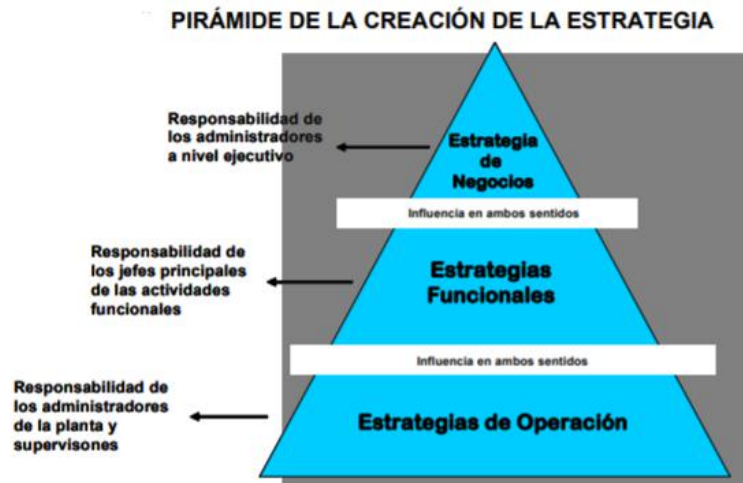 PIRÁMIDE DE LA CREACIÓN DE LA ESTRATEGIA
Responsabilidad de
los administradores
a nivel ejecutivo
Estrategia
de
Negocios
Influencia en ambos sentidos
Responsabilidad de
los jefes principales
de las actividades
funcionales
Estrategias
Funcionales
Influencia en ambos sentidos
Responsabilidad de
los administradores
de la planta y
supervisones
Estrategias de Operación